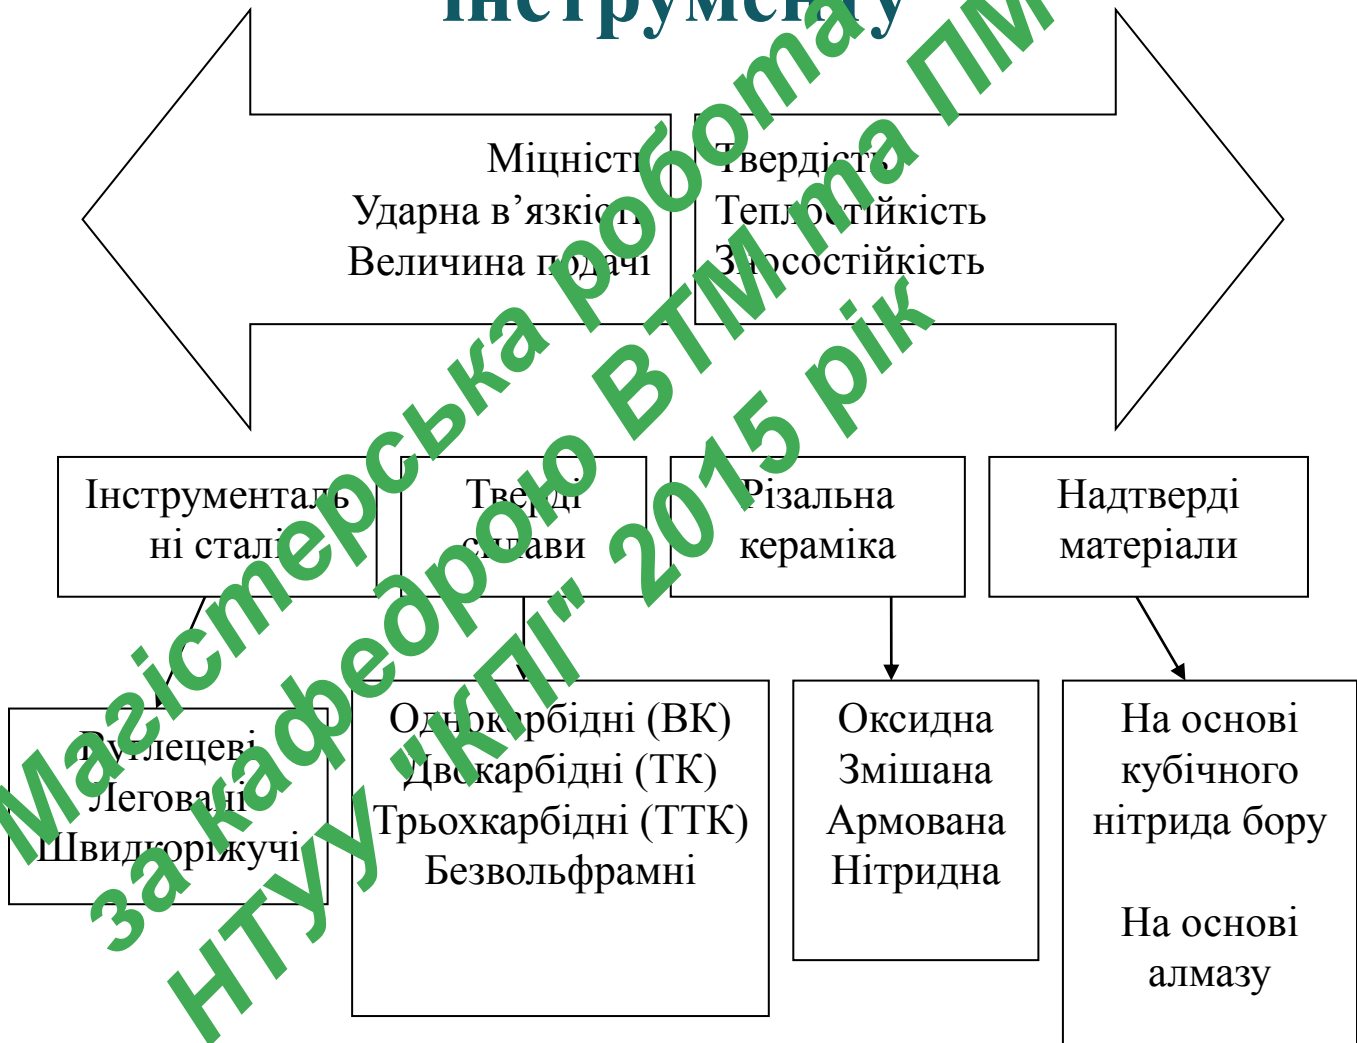 інструменту
Міцність
Ударна в’язкість
Величина подачі
Твердість
Теплостійкість
Зносостійкість
Інструменталь
ні сталі
Тверді
сплави
Різальна
кераміка
Надтверді
матеріали
Вуглецеві
Леговані
Швидкоріжучі
Однокарбідні (ВК)
Двокарбідні (ТК)
Трьохкарбідні (ТТК)
Безвольфрамні
Оксидна
Змішана
Армована
Нітридна
На основі
кубічного
нітрида бору
На основі
алмазу
Магістерська робота
за кафедрою ВТМ та ПМ
НТУУ "КПІ" 2015 рік